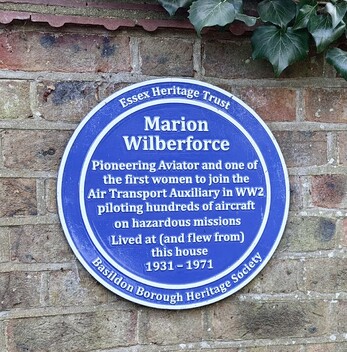 Essex Heritage Trust
Marion
Wilberforce
Pioneering Aviator and one of
the first women to join the
Air Transport Auxiliary in WW2
piloting hundreds of aircraft
on hazardous missions
Lived at (and flew from)
this house
1931 – 1971
Basildon Borough Heritage Society